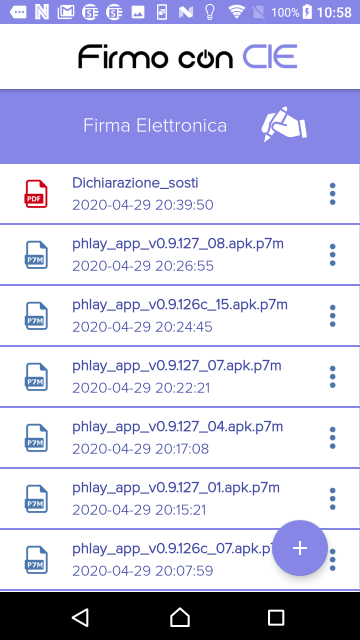 100% 10:58
Firmo con CIE
Firma Elettronica
PDF
Dichiarazione_sosti
2020-04-29 20:39:50
P7M
phlay_app_v0.9.127_08.apk.p7m
2020-04-29 20:26:55
P7M
phlay_app_v0.9.126c_15.apk.p7m
2020-04-29 20:24:45
P7M
phlay_app_v0.9.127_07.apk.p7m
2020-04-29 20:22:21
P7M
phlay_app_v0.9.127_04.apk.p7m
2020-04-29 20:17:08
P7M
phlay_app_v0.9.127_01.apk.p7m
2020-04-29 20:15:21
P7M
phlay_app_v0.9.126c_07.ap
2020-04-29 20:07:59